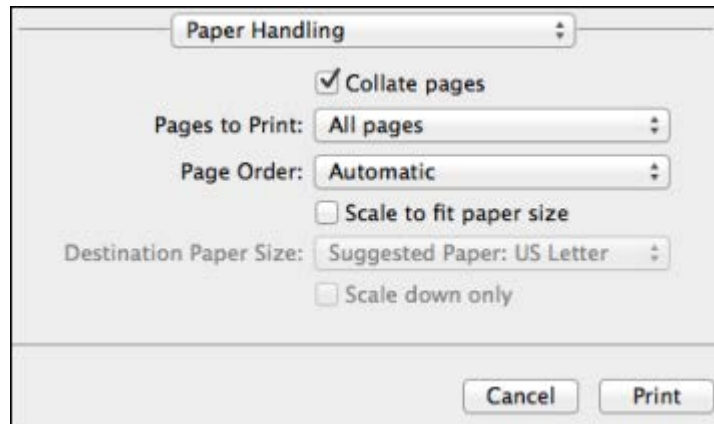 Paper Handling
Collate pages
Pages to Print: All pages
Page Order: Automatic
Scale to fit paper size
Destination Paper Size: Suggested Paper: US Letter
Scale down only
Cancel Print